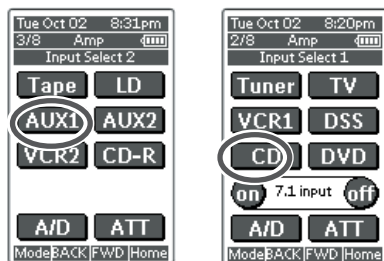 Tue Oct 02 8:31pm
3/8 Amp
Input Select 2
Tape LD
AUX1 AUX2
VCR2 CD-R
A/D ATT
Mode BACK FWD Home
Tue Oct 02 8:20pm
2/8 Amp
Input Select 1
Tuner TV
VCR1 DSS
CD DVD
on 7.1 input off
A/D ATT
Mode BACK FWD Home